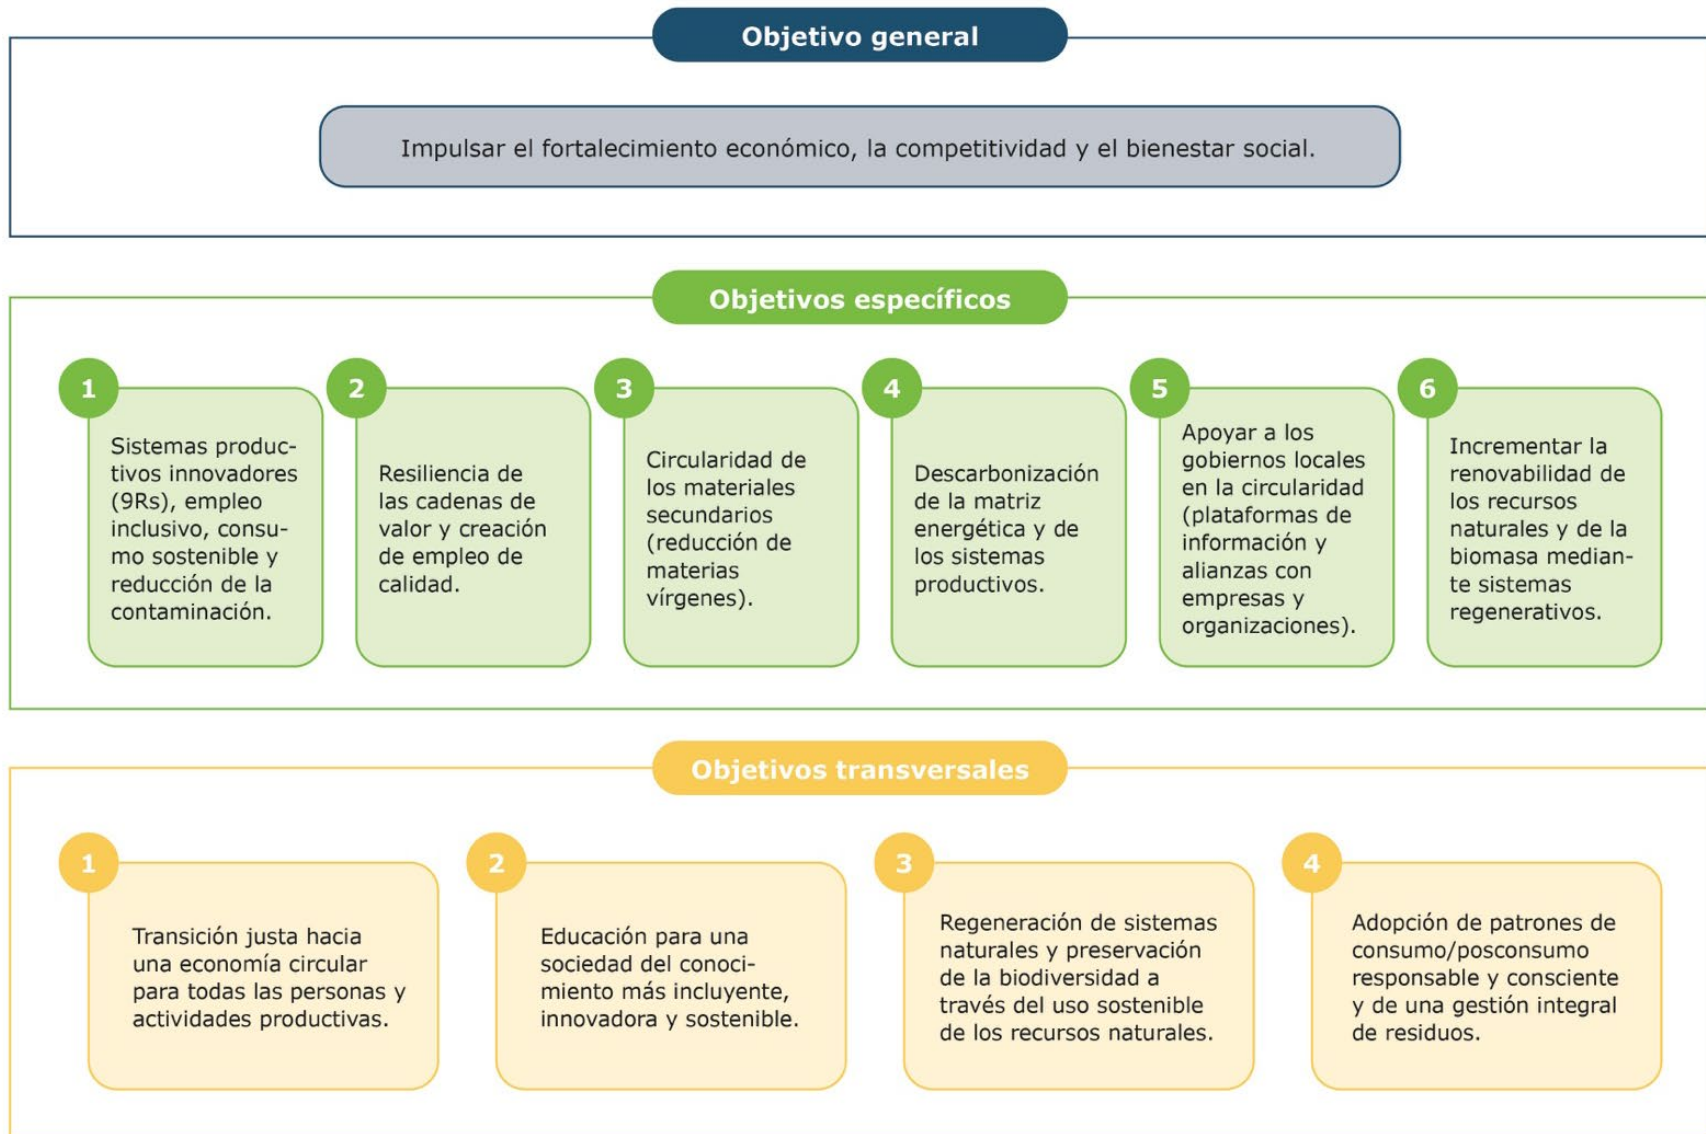 Objetivo general
Impulsar el fortalecimiento económico, la competitividad y el bienestar social.
Objetivos específicos
1
Sistemas produc-
tivos innovadores
(9Rs), empleo
inclusivo, consu-
mo sostenible y
reducción de la
contaminación.
2
Resiliencia de
las cadenas de
valor y creación
de empleo de
calidad.
3
Circularidad de
los materiales
secundarios
(reducción de
materias
vírgenes).
4
Descarbonización
de la matriz
energética y de
los sistemas
productivos.
5
Apoyar a los
gobiernos locales
en la circularidad
(plataformas de
información y
alianzas con
empresas y
organizaciones).
6
Incrementar la
renovabilidad de
los recursos
naturales y de la
biomasa median-
te sistemas
regenerativos.
Objetivos transversales
1
Transición justa hacia
una economía circular
para todas las personas y
actividades productivas.
2
Educación para una
sociedad del conoci-
miento más incluyente,
innovadora y sostenible.
3
Regeneración de sistemas
naturales y preservación
de la biodiversidad a
través del uso sostenible
de los recursos naturales.
4
Adopción de patrones de
consumo/posconsumo
responsable y consciente
y de una gestión integral
de residuos.